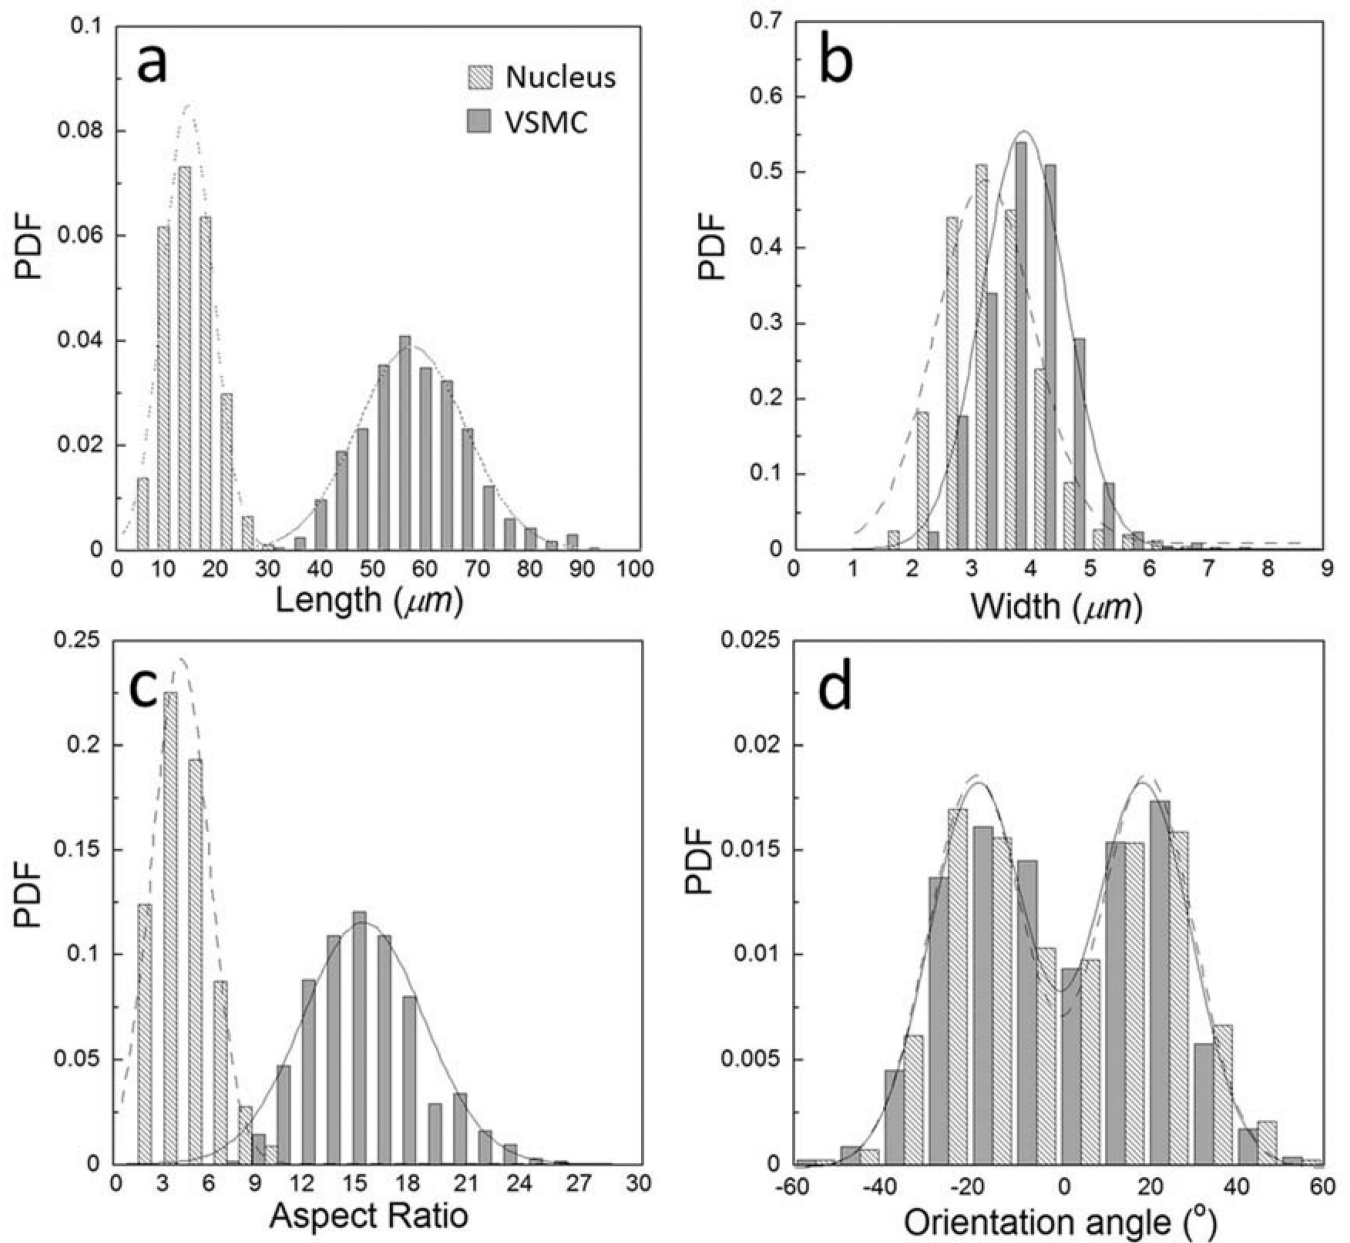 a
Nucleus
VSMC
PDF
0.1
0.08
0.06
0.04
0.02
0
0 10 20 30 40 50 60 70 80 90 100
Length (μm)
b
PDF
0.7
0.6
0.5
0.4
0.3
0.2
0.1
0
0 1 2 3 4 5 6 7 8 9
Width (μm)
c
PDF
0.25
0.2
0.15
0.1
0.05
0
0 3 6 9 12 15 18 21 24 27 30
Aspect Ratio
d
PDF
0.025
0.02
0.015
0.01
0.005
0
-60 -40 -20 0 20 40 60
Orientation angle (°)